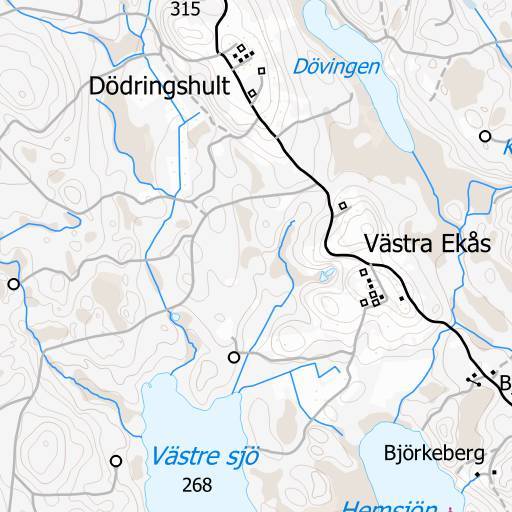 315
Dövingen
Dödringshult
Västra Ekås
Björkeberg
Västre sjö
268
Hemsjön